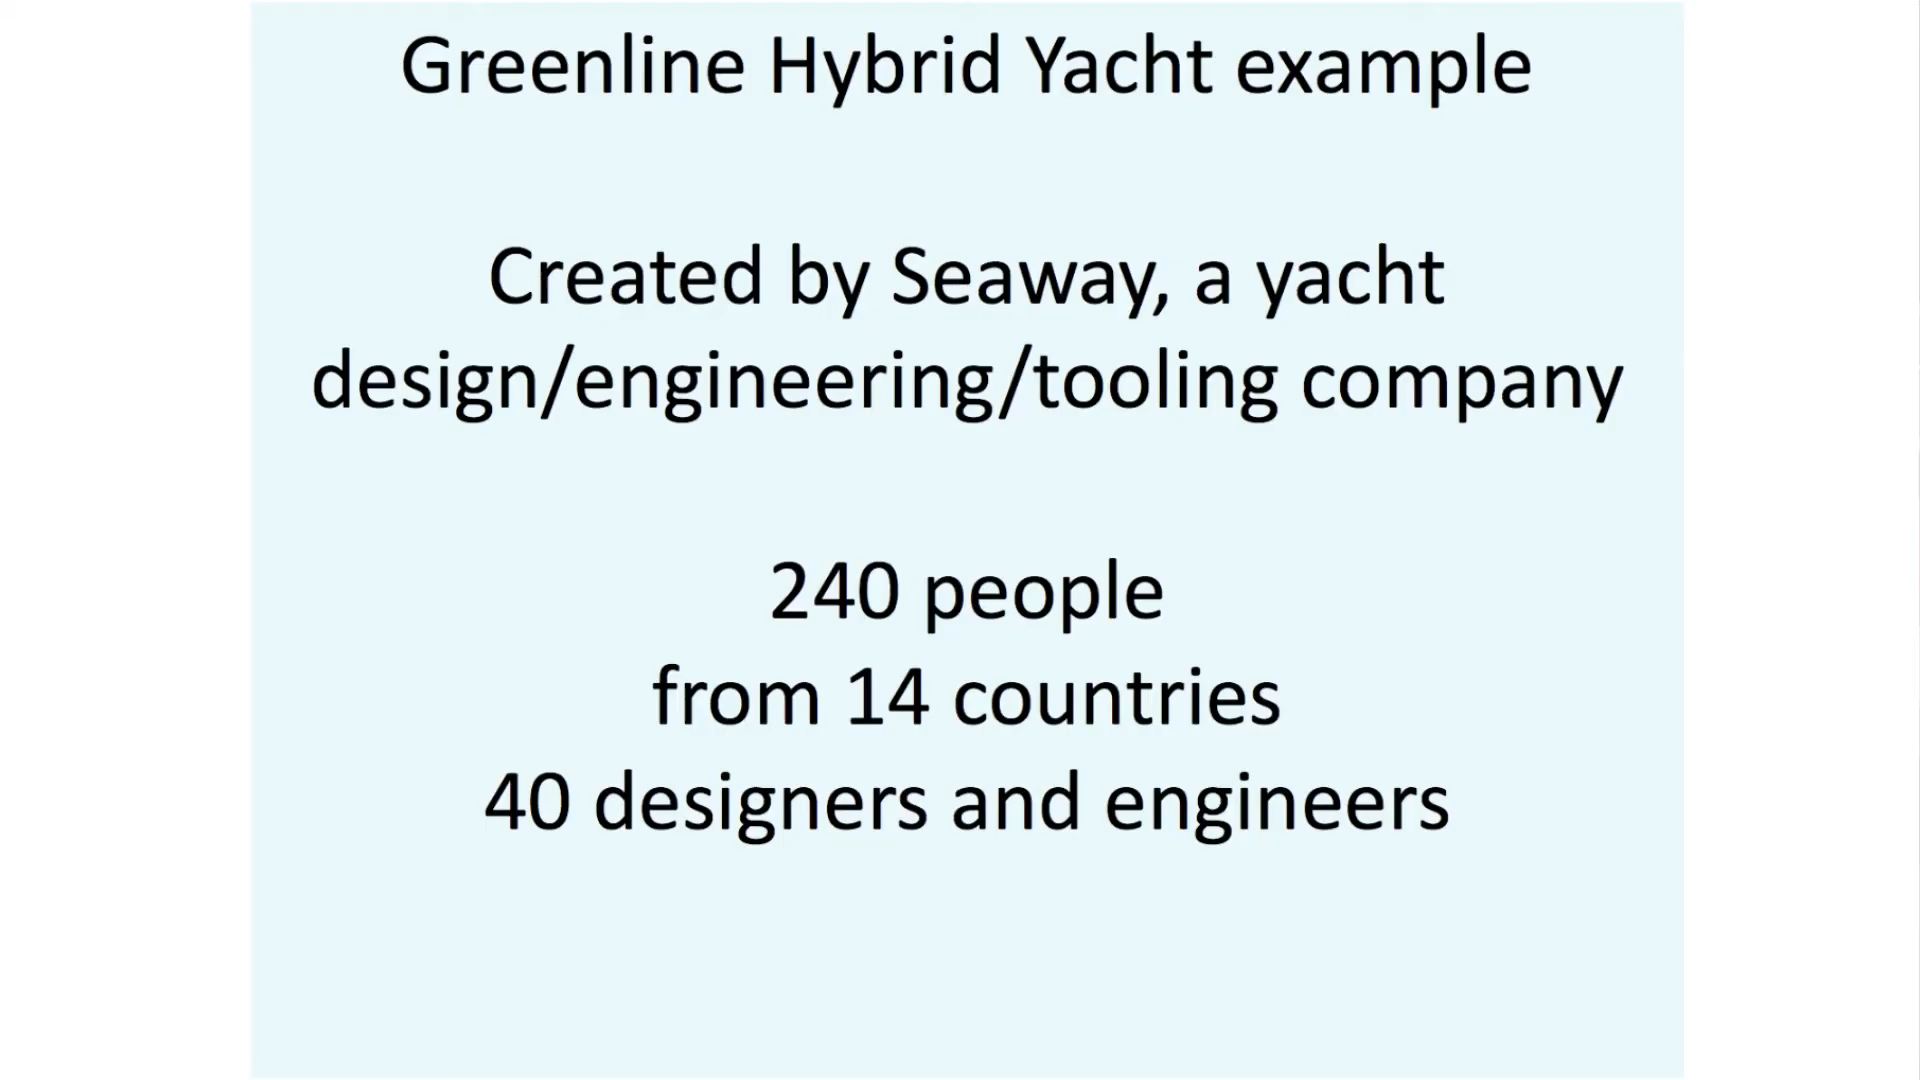 Greenline Hybrid Yacht example
Created by Seaway, a yacht
design/engineering/tooling company
240 people
from 14 countries
40 designers and engineers